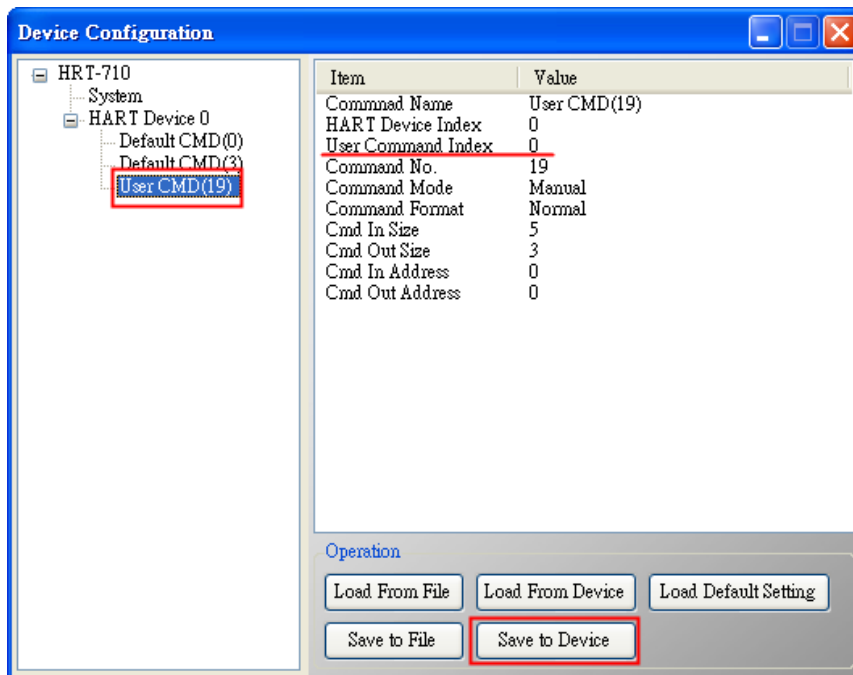 Device Configuration
HRT-710
System
HART Device 0
Default CMD(0)
Default CMD(3)
User CMD(19)
Item Value
Commnad Name User CMD(19)
HART Device Index 0
User Command Index 0
Command No. 19
Command Mode Manual
Command Format Normal
Cmd In Size 5
Cmd Out Size 3
Cmd In Address 0
Cmd Out Address 0
Operation
Load From File Load From Device Load Default Setting
Save to File Save to Device